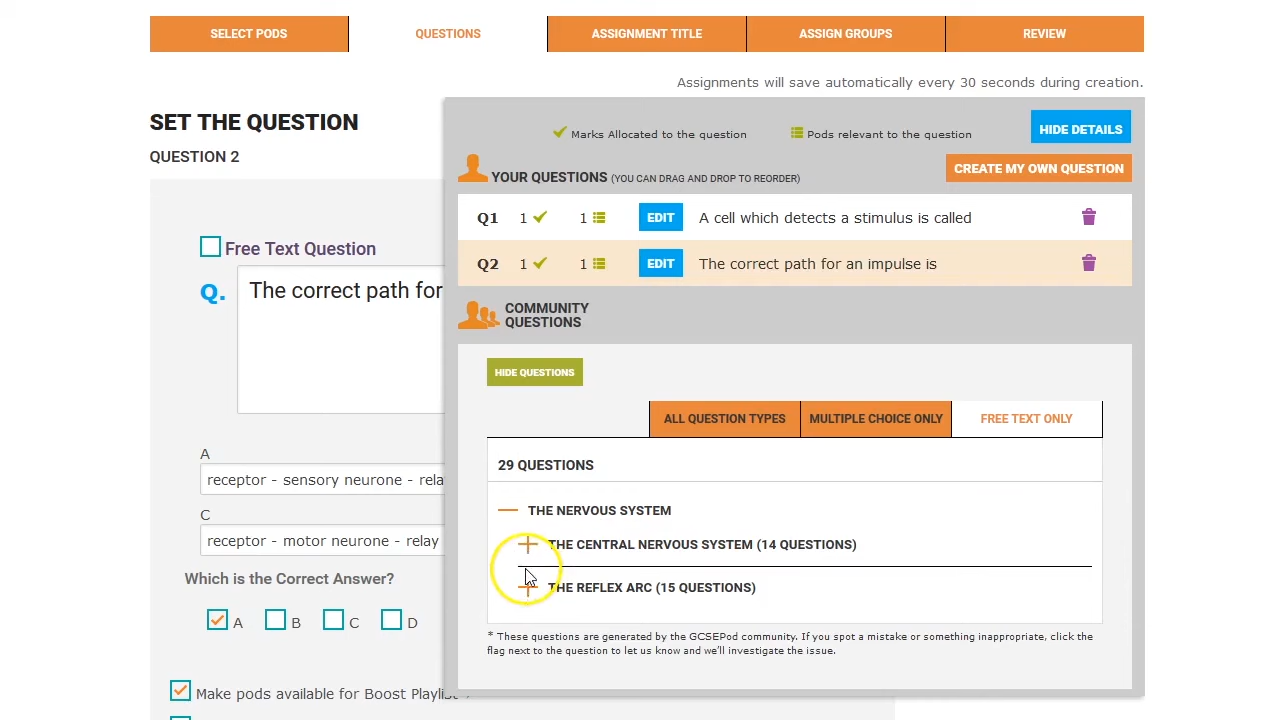 SELECT PODS QUESTIONS ASSIGNMENT TITLE ASSIGN GROUPS REVIEW
Assignments will save automatically every 30 seconds during creation.
SET THE QUESTION
QUESTION 2
Free Text Question
Q. The correct path for
A
receptor - sensory neurone - rela
C
receptor - motor neurone - relay
Which is the Correct Answer?
A B C D
Make pods available for Boost Playlist
Marks Allocated to the question Pods relevant to the question HIDE DETAILS
YOUR QUESTIONS (YOU CAN DRAG AND DROP TO REORDER) CREATE MY OWN QUESTION
Q1 1 1 EDIT A cell which detects a stimulus is called
Q2 1 1 EDIT The correct path for an impulse is
COMMUNITY
QUESTIONS
HIDE QUESTIONS
ALL QUESTION TYPES MULTIPLE CHOICE ONLY FREE TEXT ONLY
29 QUESTIONS
THE NERVOUS SYSTEM
THE CENTRAL NERVOUS SYSTEM (14 QUESTIONS)
THE REFLEX ARC (15 QUESTIONS)
* These questions are generated by the GCSEPod community. If you spot a mistake or something inappropriate, click the
flag next to the question to let us know and we'll investigate the issue.